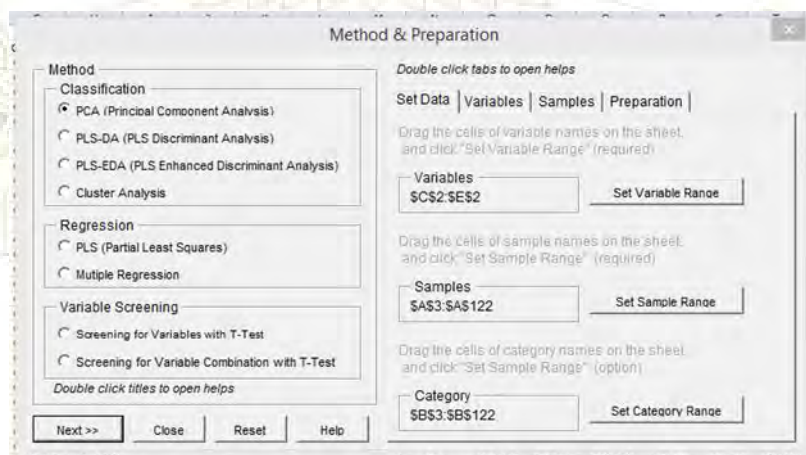 Method & Preparation
Method
Classification
PCA (Principal Component Analysis)
PLS-DA (PLS Discriminant Analysis)
PLS-EDA (PLS Enhanced Discriminant Analysis)
Cluster Analysis
Regression
PLS (Partial Least Squares)
Mutiple Regression
Variable Screening
Screening for Variables with T-Test
Screening for Variable Combination with T-Test
Double click titles to open helps
Next >>
Close
Reset
Help
Double click tabs to open helps
Set Data
Variables
Samples
Preparation
Drag the cells of variable names on the sheet,
and click "Set Variable Range" (required)
Variables
$C$2:$E$2
Set Variable Range
Drag the cells of sample names on the sheet,
and click "Set Sample Range" (required)
Samples
$A$3:$A$122
Set Sample Range
Drag the cells of category names on the sheet,
and click "Set Sample Range" (option)
Category
$B$3:$B$122
Set Category Range